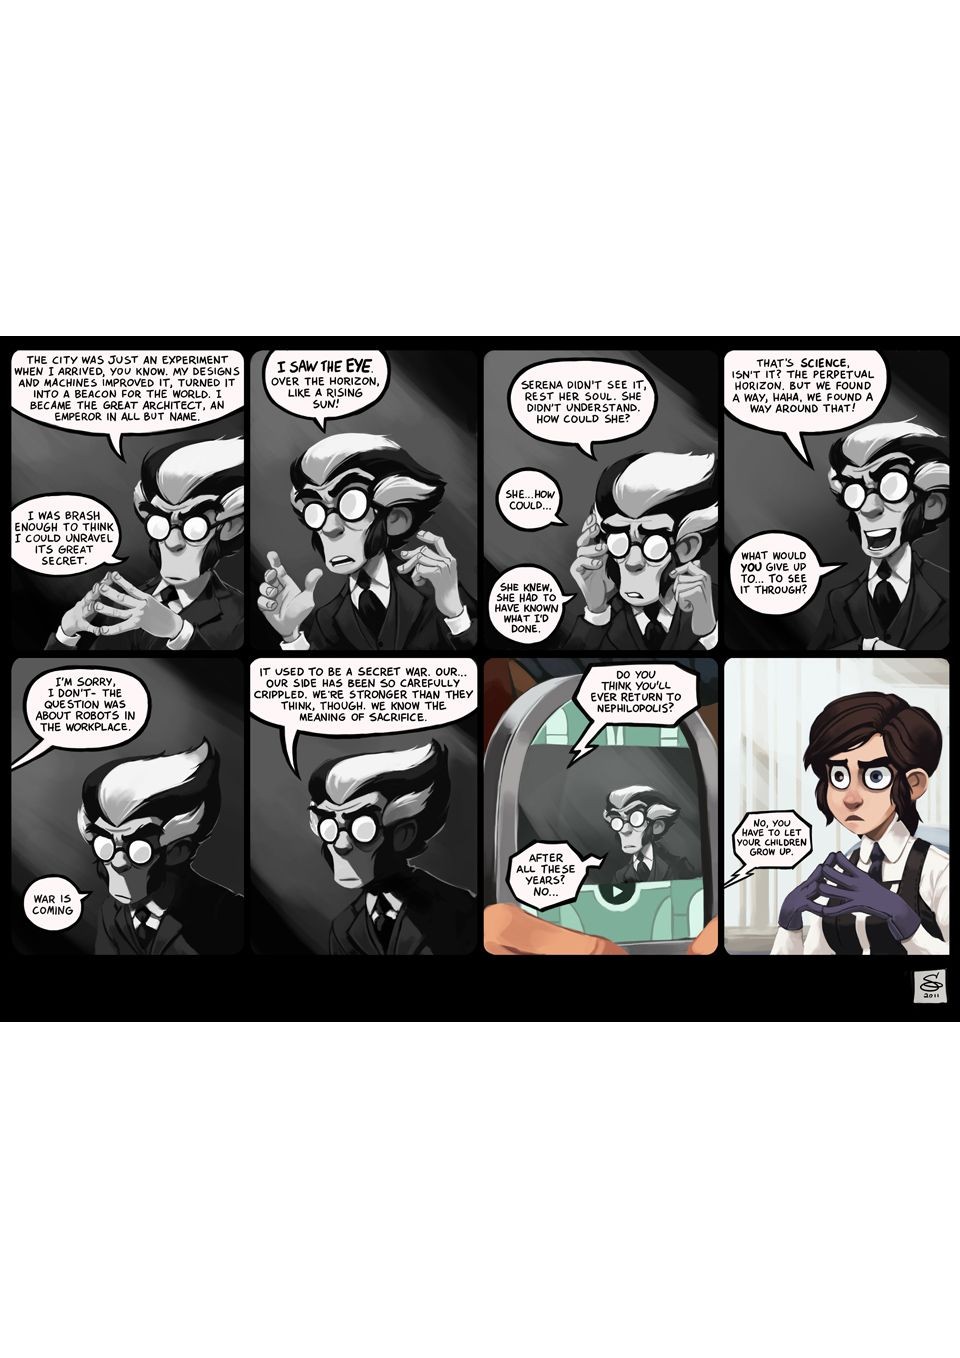 THE CITY WAS JUST AN EXPERIMENT
WHEN I ARRIVED, YOU KNOW. MY DESIGNS
AND MACHINES IMPROVED IT, TURNED IT
INTO A BEACON FOR THE WORLD. I
BECAME THE GREAT ARCHITECT, AN
EMPEROR IN ALL BUT NAME.
I WAS BRASH
ENOUGH TO THINK
I COULD UNRAVEL
ITS GREAT
SECRET.
I SAW THE EYE.
OVER THE HORIZON,
LIKE A RISING
SUN!
SERENA DIDN'T SEE IT,
REST HER SOUL. SHE
DIDN'T UNDERSTAND.
HOW COULD SHE?
SHE...HOW
COULD...
SHE KNEW,
SHE HAD TO
HAVE KNOWN
WHAT I'D
DONE.
THAT'S SCIENCE,
ISN'T IT? THE PERPETUAL
HORIZON. BUT WE FOUND
A WAY, HAHA, WE FOUND A
WAY AROUND THAT!
WHAT WOULD
YOU GIVE UP
TO... TO SEE
IT THROUGH?
I'M SORRY,
I DON'T- THE
QUESTION WAS
ABOUT ROBOTS IN
THE WORKPLACE.
WAR IS
COMING
IT USED TO BE A SECRET WAR. OUR...
OUR SIDE HAS BEEN SO CAREFULLY
CRIPPLED. WE'RE STRONGER THAN THEY
THINK, THOUGH. WE KNOW THE
MEANING OF SACRIFICE.
DO YOU
THINK YOU'LL
EVER RETURN TO
NEPHILOPOLIS?
AFTER
ALL THESE
YEARS?
NO...
NO, YOU
HAVE TO LET
YOUR CHILDREN
GROW UP.
2011